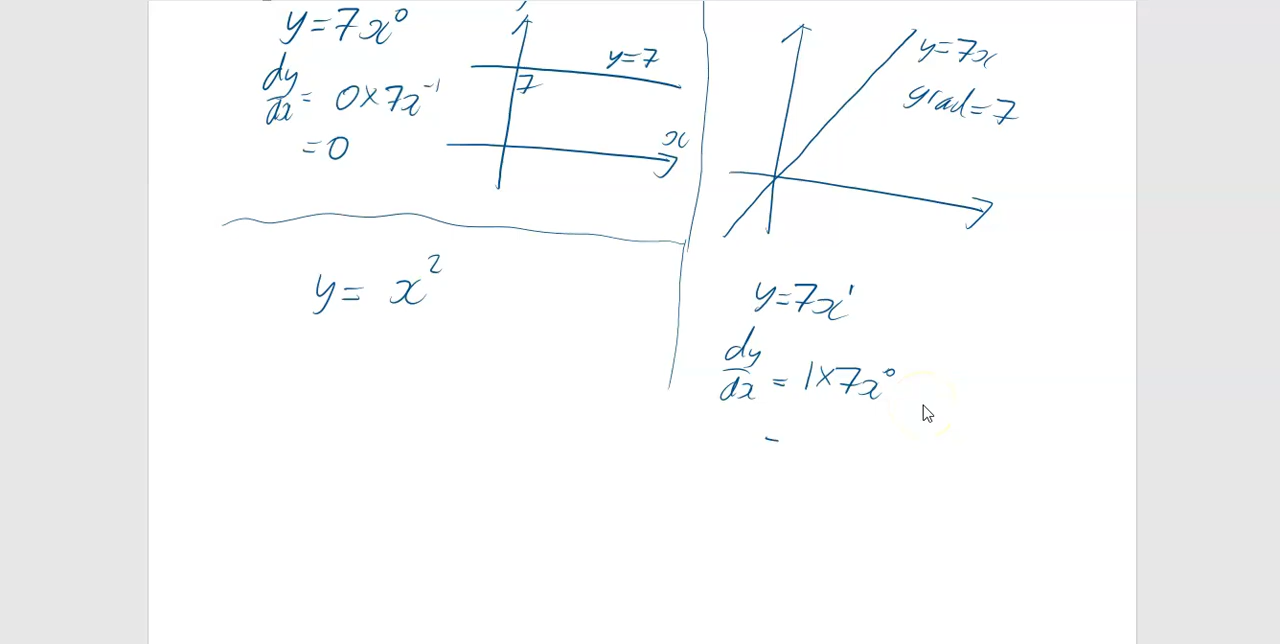 y=7x⁰
dy/dx = 0×7x⁻¹
=0
y=7
7
x
y=7x
grad=7
y= x²
y=7x¹
dy/dx = 1×7x⁰
=